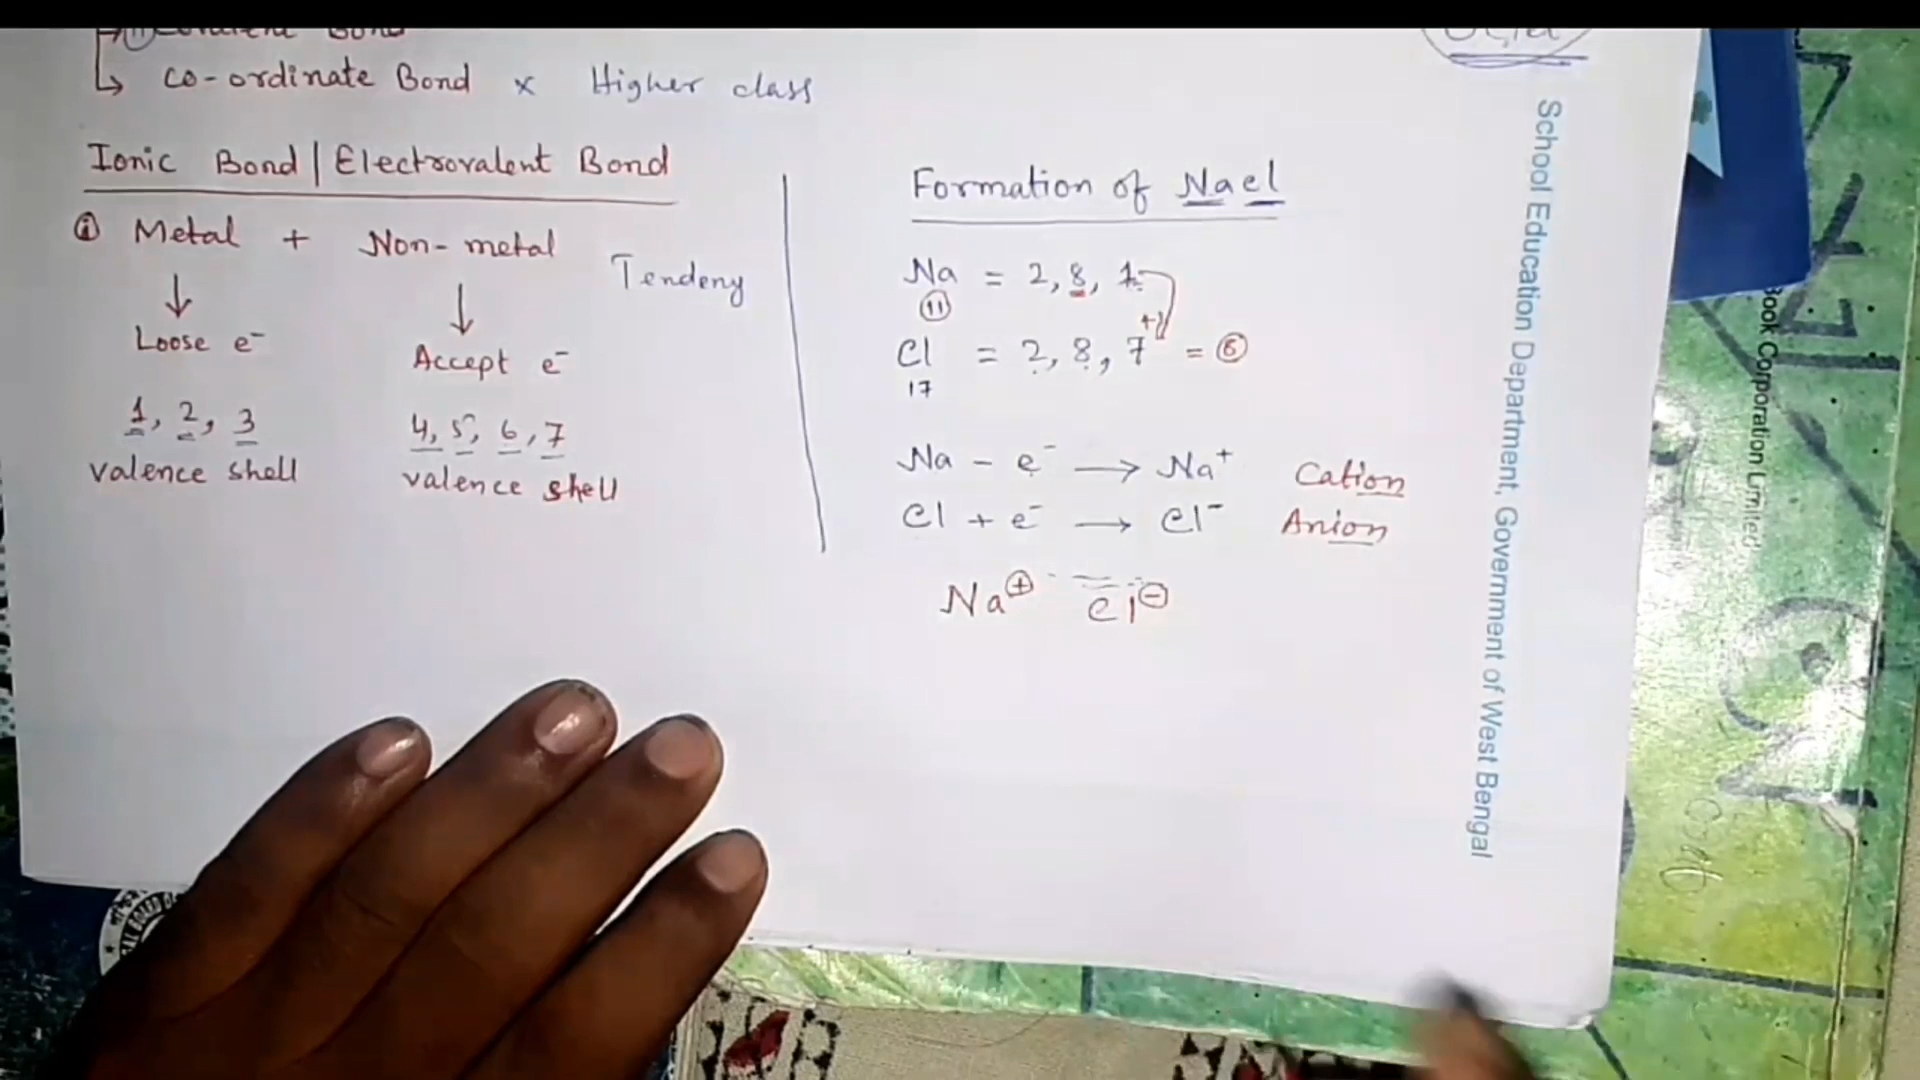 Covalent Bond
↳ Co-ordinate Bond × Higher class
Ionic Bond | Electrovalent Bond
(i) Metal + Non-metal
Tendeny
↓ ↓
Loose e⁻ Accept e⁻
1, 2, 3 4, 5, 6, 7
valence shell valence shell
Formation of NaCl
Na = 2, 8, 1
11
+1
Cl = 2, 8, 7 = 8
17
Na - e⁻ → Na⁺ Cation
Cl + e⁻ → Cl⁻ Anion
Na⊕ Cl⊖
School Education Department, Government of West Bengal
Book Corporation Limited